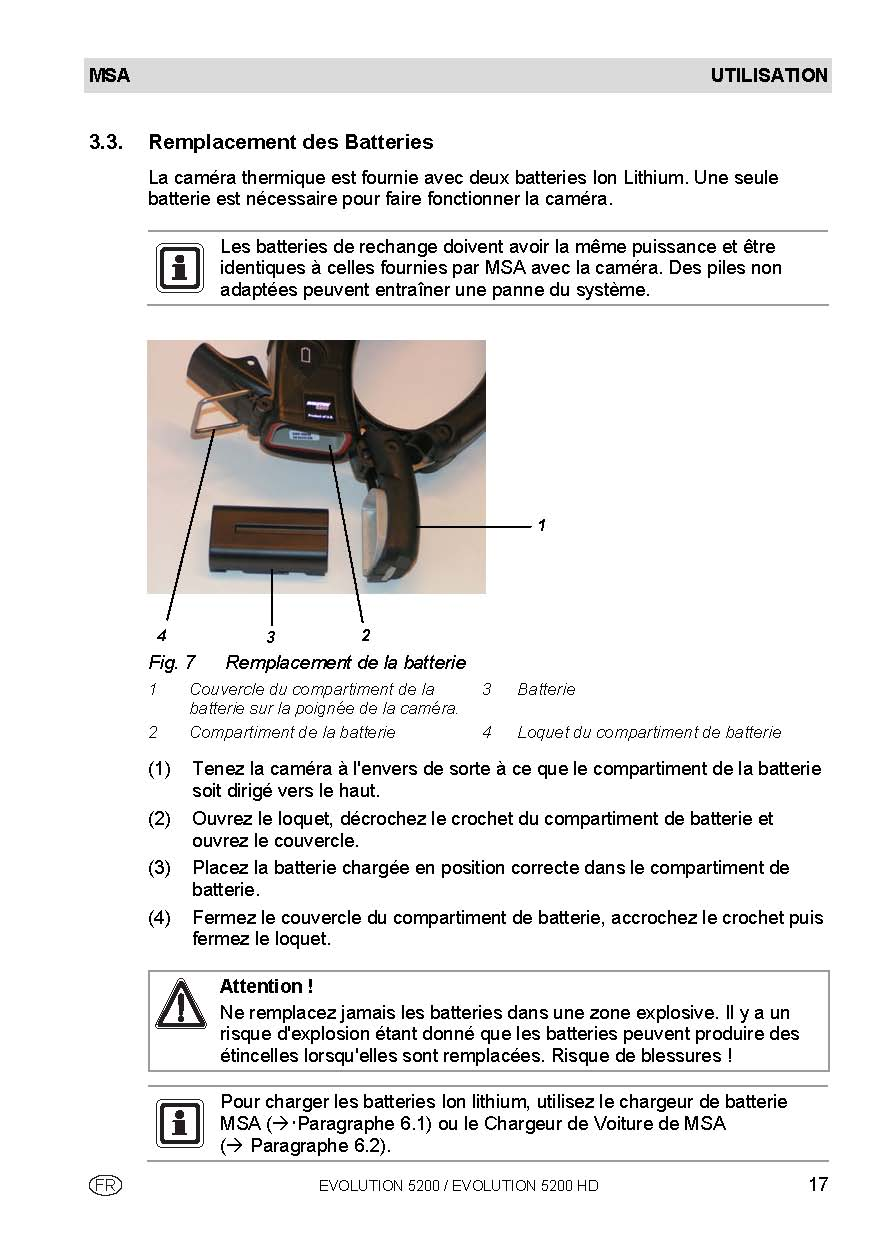 MSA UTILISATION
3.3. Remplacement des Batteries
La caméra thermique est fournie avec deux batteries Ion Lithium. Une seule
batterie est nécessaire pour faire fonctionner la caméra.
Les batteries de rechange doivent avoir la même puissance et être
identiques à celles fournies par MSA avec la caméra. Des piles non
adaptées peuvent entraîner une panne du système.
1
4 3 2
Fig. 7 Remplacement de la batterie
1 Couvercle du compartiment de la 3 Batterie
batterie sur la poignée de la caméra.
2 Compartiment de la batterie 4 Loquet du compartiment de batterie
(1) Tenez la caméra à l'envers de sorte à ce que le compartiment de la batterie
soit dirigé vers le haut.
(2) Ouvrez le loquet, décrochez le crochet du compartiment de batterie et
ouvrez le couvercle.
(3) Placez la batterie chargée en position correcte dans le compartiment de
batterie.
(4) Fermez le couvercle du compartiment de batterie, accrochez le crochet puis
fermez le loquet.
Attention !
Ne remplacez jamais les batteries dans une zone explosive. Il y a un
risque d'explosion étant donné que les batteries peuvent produire des
étincelles lorsqu'elles sont remplacées. Risque de blessures !
Pour charger les batteries Ion lithium, utilisez le chargeur de batterie
MSA (→·Paragraphe 6.1) ou le Chargeur de Voiture de MSA
(→ Paragraphe 6.2).
FR EVOLUTION 5200 / EVOLUTION 5200 HD 17